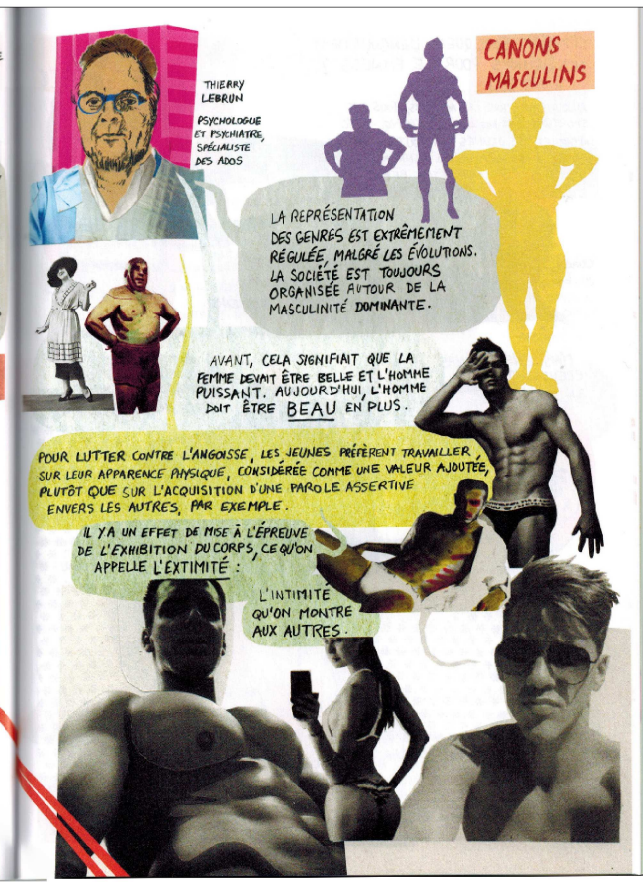 CANONS
MASCULINS
THIERRY
LEBRUN
PSYCHOLOGUE
ET PSYCHIATRE,
SPÉCIALISTE
DES ADOS
LA REPRÉSENTATION
DES GENRES EST EXTRÊMEMENT
RÉGULÉE, MALGRÉ LES ÉVOLUTIONS.
LA SOCIÉTÉ EST TOUJOURS
ORGANISÉE AUTOUR DE LA
MASCULINITÉ DOMINANTE.
AVANT, CELA SIGNIFIAIT QUE LA
FEMME DEVAIT ÊTRE BELLE ET L'HOMME
PUISSANT. AUJOURD'HUI, L'HOMME
DOIT ÊTRE BEAU EN PLUS.
POUR LUTTER CONTRE L'ANGOISSE, LES JEUNES PRÉFÈRENT TRAVAILLER
SUR LEUR APPARENCE PHYSIQUE, CONSIDÉRÉE COMME UNE VALEUR AJOUTÉE,
PLUTÔT QUE SUR L'ACQUISITION D'UNE PAROLE ASSERTIVE
ENVERS LES AUTRES, PAR EXEMPLE.
IL Y A UN EFFET DE MISE À L'ÉPREUVE
DE L'EXHIBITION DU CORPS, CE QU'ON
APPELLE L'EXTIMITÉ :
L'INTIMITÉ
QU'ON MONTRE
AUX AUTRES.